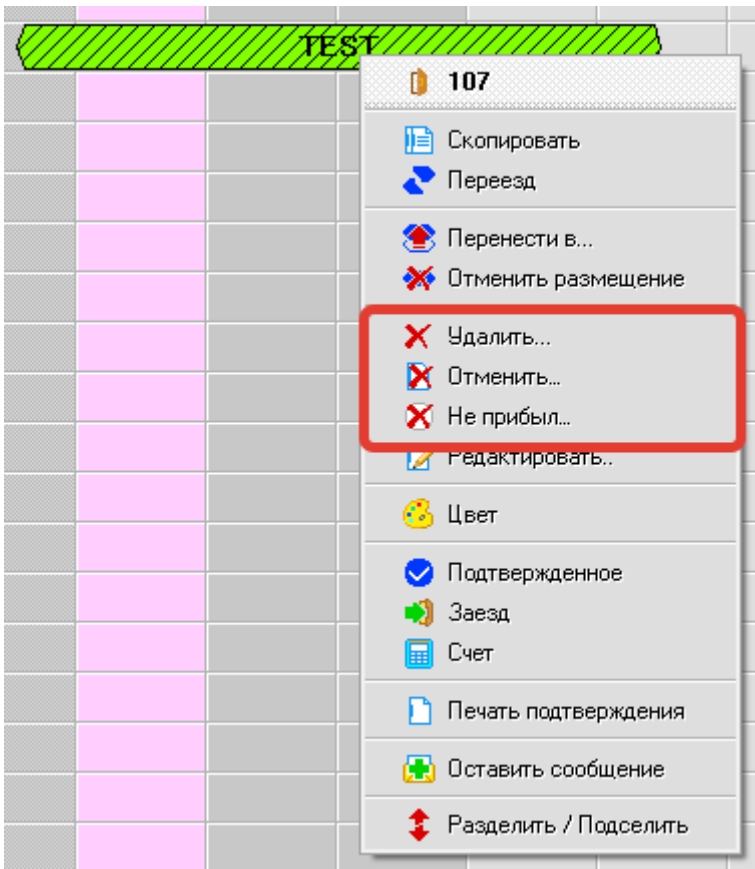 TEST
107
Скопировать
Переезд
Перенести в...
Отменить размещение
Удалить...
Отменить...
Не прибыл...
Редактировать..
Цвет
Подтвержденное
Заезд
Счет
Печать подтверждения
Оставить сообщение
Разделить / Подселить